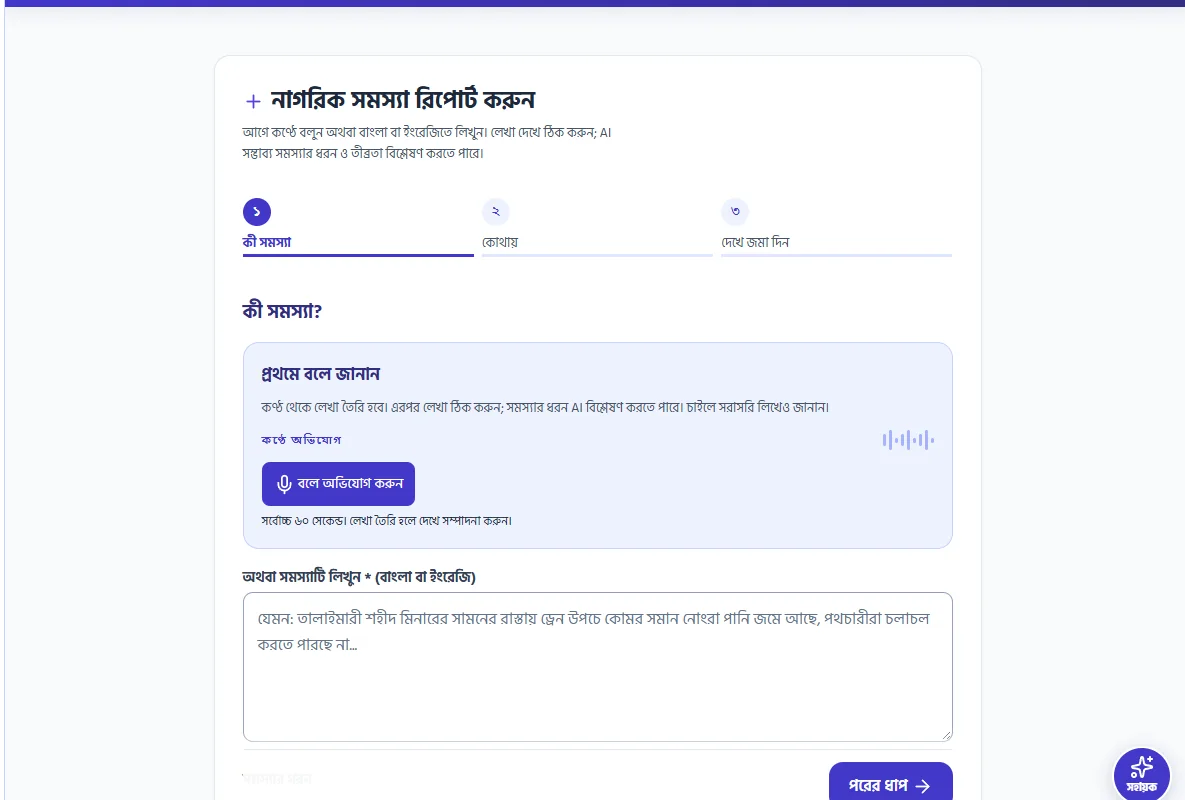 নাগরিক সমস্যা রিপোর্ট করুন
আগে কণ্ঠে বলুন অথবা বাংলা বা ইংরেজিতে লিখুন। লেখা দেখে ঠিক করুন; AI
সম্ভাব্য সমস্যার ধরন ও তীব্রতা বিশ্লেষণ করতে পারে।
১
২
৩
কী সমস্যা
কোথায়
দেখে জমা দিন
কী সমস্যা?
প্রথমে বলে জানান
কণ্ঠ থেকে লেখা তৈরি হবে। এরপর লেখা ঠিক করুন; সমস্যার ধরন AI বিশ্লেষণ করতে পারে। চাইলে সরাসরি লিখেও জানান।
কণ্ঠে অভিযোগ
বলে অভিযোগ করুন
সর্বোচ্চ ৬০ সেকেন্ড। লেখা তৈরি হলে দেখে সম্পাদনা করুন।
অথবা সমস্যাটি লিখুন * (বাংলা বা ইংরেজি)
যেমন: তালাইমারী শহীদ মিনারের সামনের রাস্তায় ড্রেন উপচে কোমর সমান নোংরা পানি জমে আছে, পথচারীরা চলাচল
করতে পারছে না...
পরের ধাপ →
সহায়ক